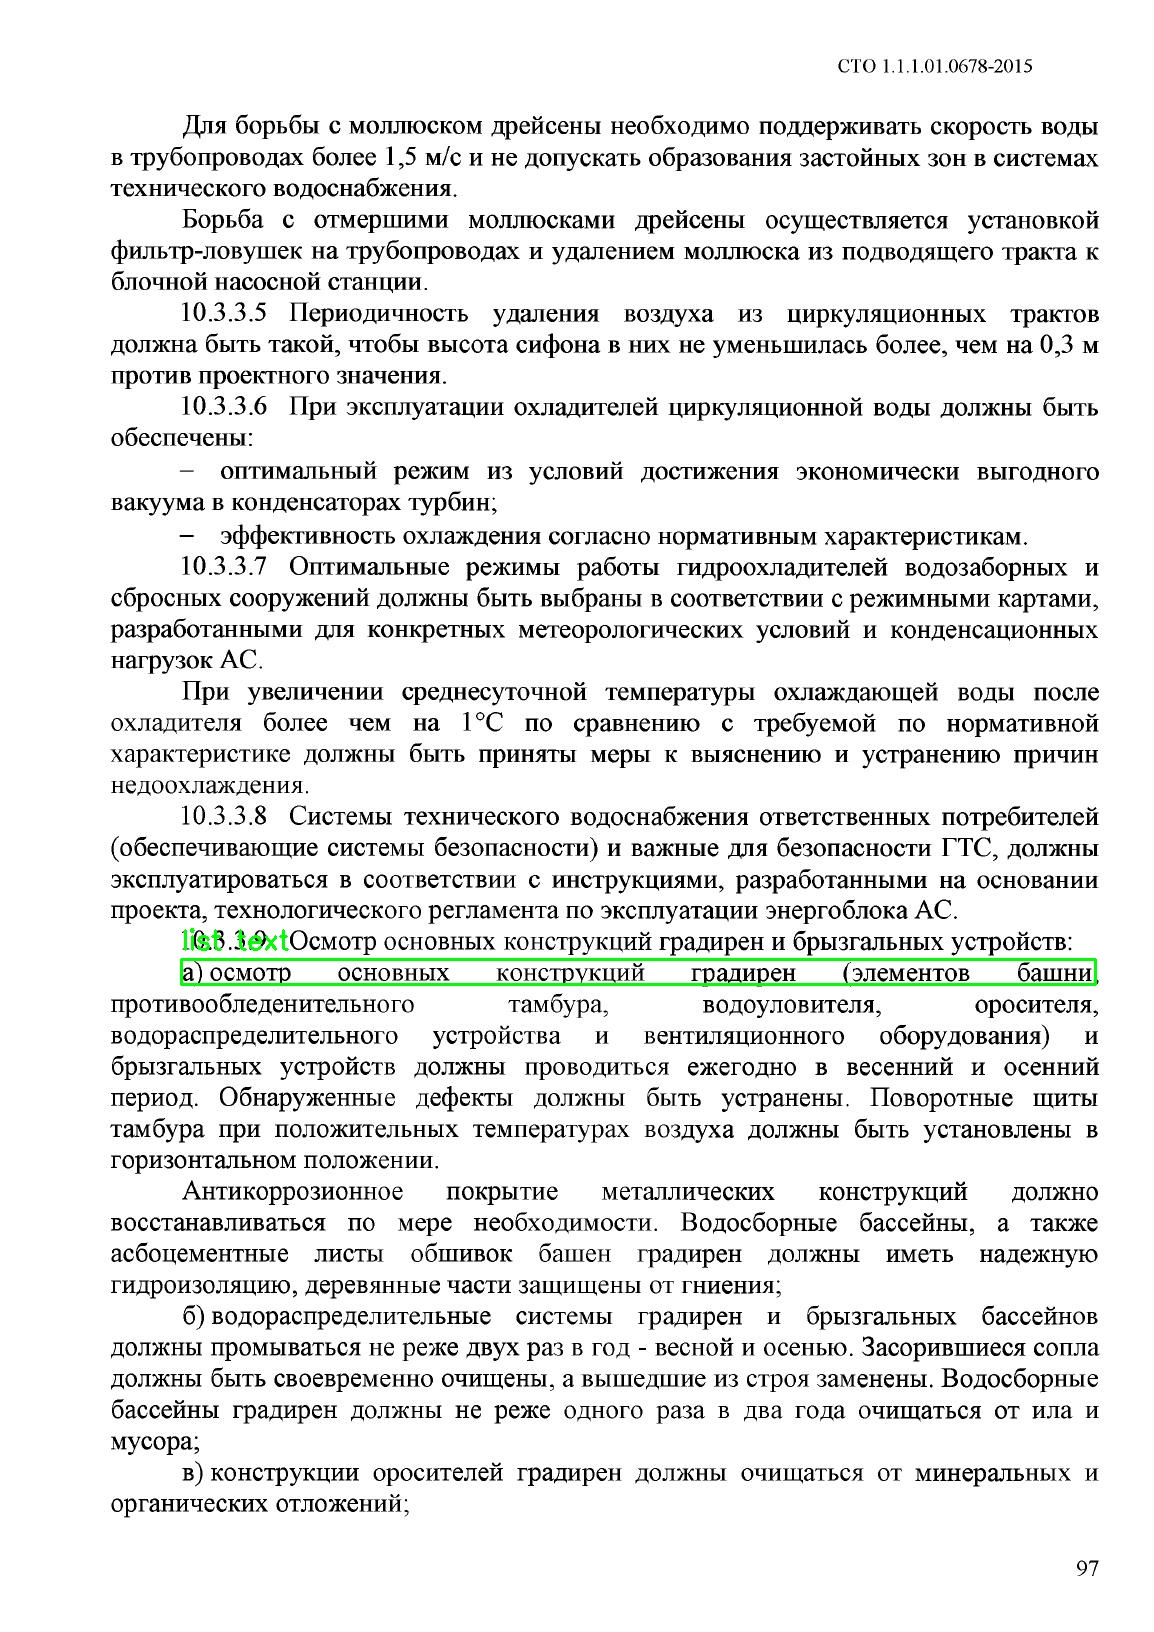 СТО 1.1.1.01.0678-2015
Для борьбы с моллюском дрейсены необходимо поддерживать скорость воды
в трубопроводах более 1,5 м/с и не допускать образования застойных зон в системах
технического водоснабжения.
Борьба с отмершими моллюсками дрейсены осуществляется установкой
фильтр-ловушек на трубопроводах и удалением моллюска из подводящего тракта к
блочной насосной станции.
10.3.3.5 Периодичность удаления воздуха из циркуляционных трактов
должна быть такой, чтобы высота сифона в них не уменьшилась более, чем на 0,3 м
против проектного значения.
10.3.3.6 При эксплуатации охладителей циркуляционной воды должны быть
обеспечены:
– оптимальный режим из условий достижения экономически выгодного
вакуума в конденсаторах турбин;
– эффективность охлаждения согласно нормативным характеристикам.
10.3.3.7 Оптимальные режимы работы гидроохладителей водозаборных и
сбросных сооружений должны быть выбраны в соответствии с режимными картами,
разработанными для конкретных метеорологических условий и конденсационных
нагрузок АС.
При увеличении среднесуточной температуры охлаждающей воды после
охладителя более чем на 1°С по сравнению с требуемой по нормативной
характеристике должны быть приняты меры к выяснению и устранению причин
недоохлаждения.
10.3.3.8 Системы технического водоснабжения ответственных потребителей
(обеспечивающие системы безопасности) и важные для безопасности ГТС, должны
эксплуатироваться в соответствии с инструкциями, разработанными на основании
проекта, технологического регламента по эксплуатации энергоблока АС.
list text
10.3.3.9 Осмотр основных конструкций градирен и брызгальных устройств:
а) осмотр основных конструкций градирен (элементов башни,
противообледенительного тамбура, водоуловителя, оросителя,
водораспределительного устройства и вентиляционного оборудования) и
брызгальных устройств должны проводиться ежегодно в весенний и осенний
период. Обнаруженные дефекты должны быть устранены. Поворотные щиты
тамбура при положительных температурах воздуха должны быть установлены в
горизонтальном положении.
Антикоррозионное покрытие металлических конструкций должно
восстанавливаться по мере необходимости. Водосборные бассейны, а также
асбоцементные листы обшивок башен градирен должны иметь надежную
гидроизоляцию, деревянные части защищены от гниения;
б) водораспределительные системы градирен и брызгальных бассейнов
должны промываться не реже двух раз в год - весной и осенью. Засорившиеся сопла
должны быть своевременно очищены, а вышедшие из строя заменены. Водосборные
бассейны градирен должны не реже одного раза в два года очищаться от ила и
мусора;
в) конструкции оросителей градирен должны очищаться от минеральных и
органических отложений;
97